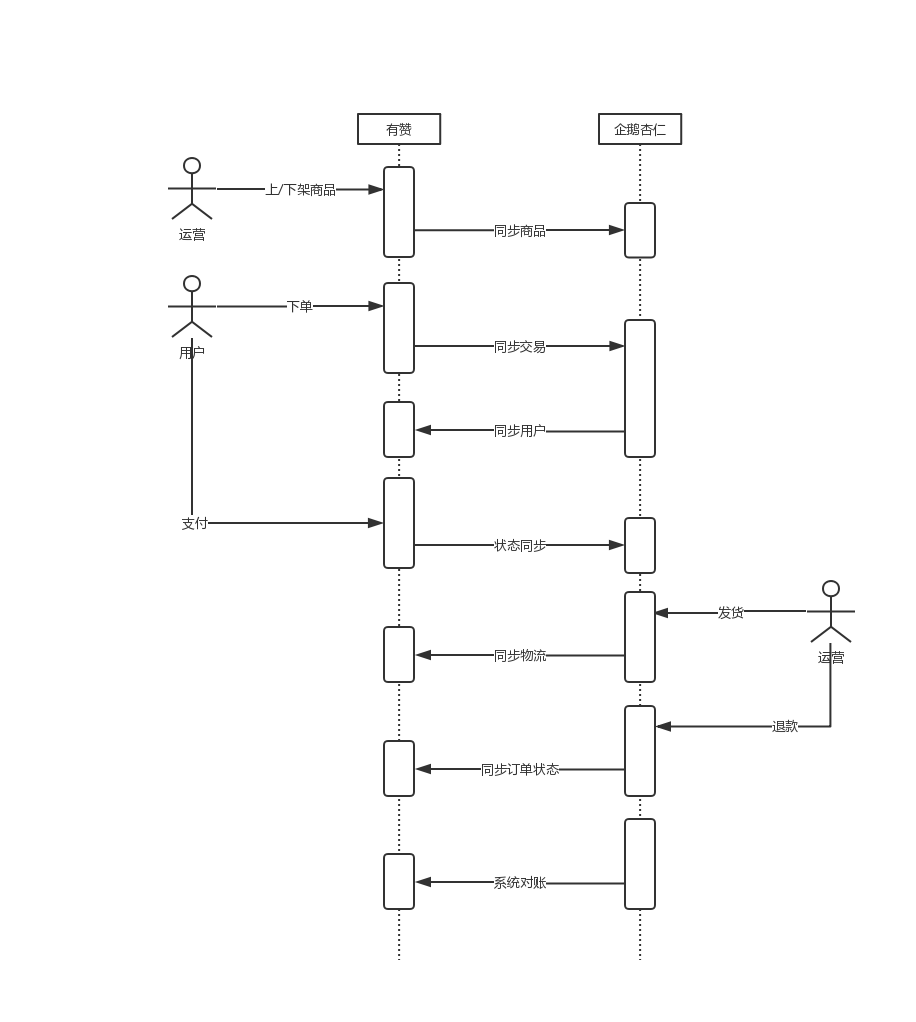 有赞
企鹅杏仁
上/下架商品
运营
同步商品
下单
用户
同步交易
同步用户
支付
状态同步
发货
运营
同步物流
退款
同步订单状态
系统对账